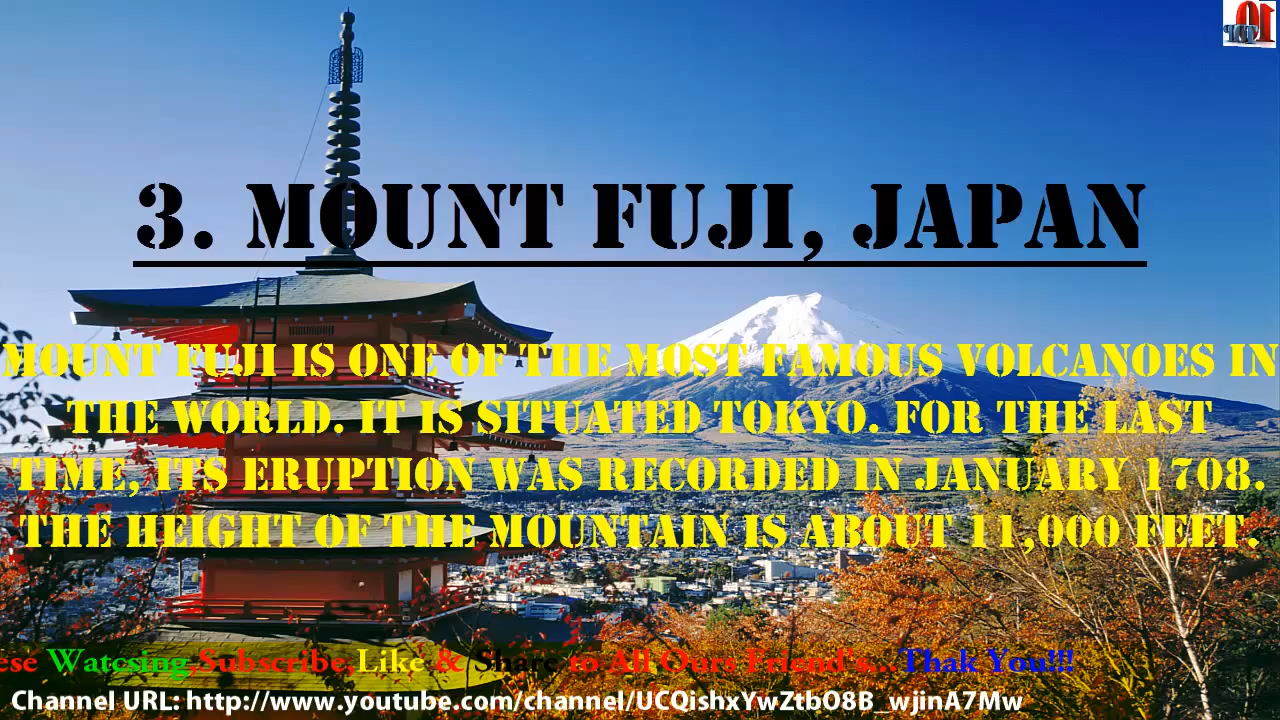 3. MOUNT FUJI, JAPAN
MOUNT FUJI IS ONE OF THE MOST FAMOUS VOLCANOES IN
THE WORLD. IT IS SITUATED TOKYO. FOR THE LAST
TIME, ITS ERUPTION WAS RECORDED IN JANUARY 1708.
THE HEIGHT OF THE MOUNTAIN IS ABOUT 11,000 FEET.
ese Watcsing,Subscribe,Like & Share to All Ours Friend's...Thak You!!!
Channel URL: http://www.youtube.com/channel/UCQishxYwZtbO8B_wjinA7Mw